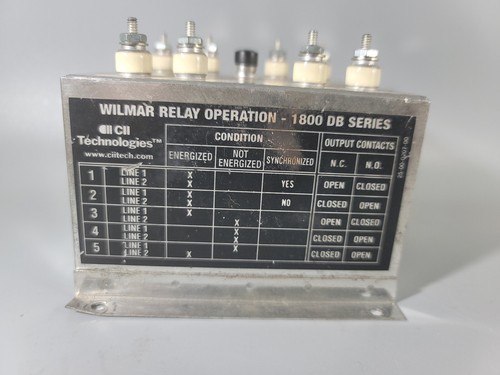 WILMAR RELAY OPERATION - 1800 DB SERIES
CII
Technologies™
www.ciitech.com
CONDITION
OUTPUT CONTACTS
ENERGIZED NOT ENERGIZED SYNCHRONIZED N.C. N.O.
1 LINE 1 X
LINE 2 X YES OPEN CLOSED
2 LINE 1 X
LINE 2 X NO CLOSED OPEN
3 LINE 1 X
LINE 2 X OPEN CLOSED
4 LINE 1 X
LINE 2 X CLOSED OPEN
5 LINE 1 X
LINE 2 X CLOSED OPEN